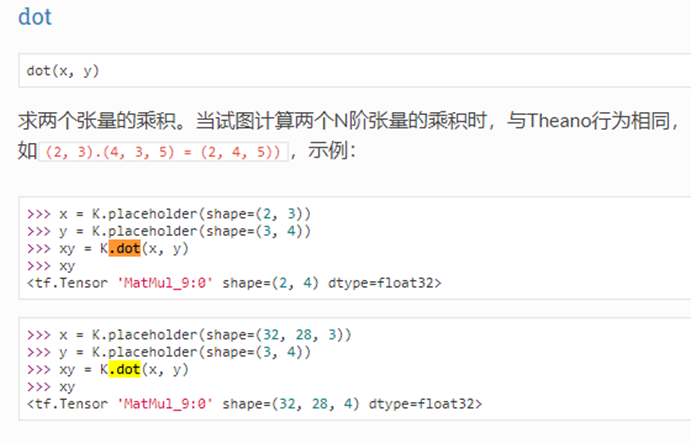 dot
dot(x, y)
求两个张量的乘积。当试图计算两个N阶张量的乘积时，与Theano行为相同，
如(2, 3).(4, 3, 5) = (2, 4, 5))，示例：
>>> x = K.placeholder(shape=(2, 3))
>>> y = K.placeholder(shape=(3, 4))
>>> xy = K.dot(x, y)
>>> xy
<tf.Tensor 'MatMul_9:0' shape=(2, 4) dtype=float32>
>>> x = K.placeholder(shape=(32, 28, 3))
>>> y = K.placeholder(shape=(3, 4))
>>> xy = K.dot(x, y)
>>> xy
<tf.Tensor 'MatMul_9:0' shape=(32, 28, 4) dtype=float32>